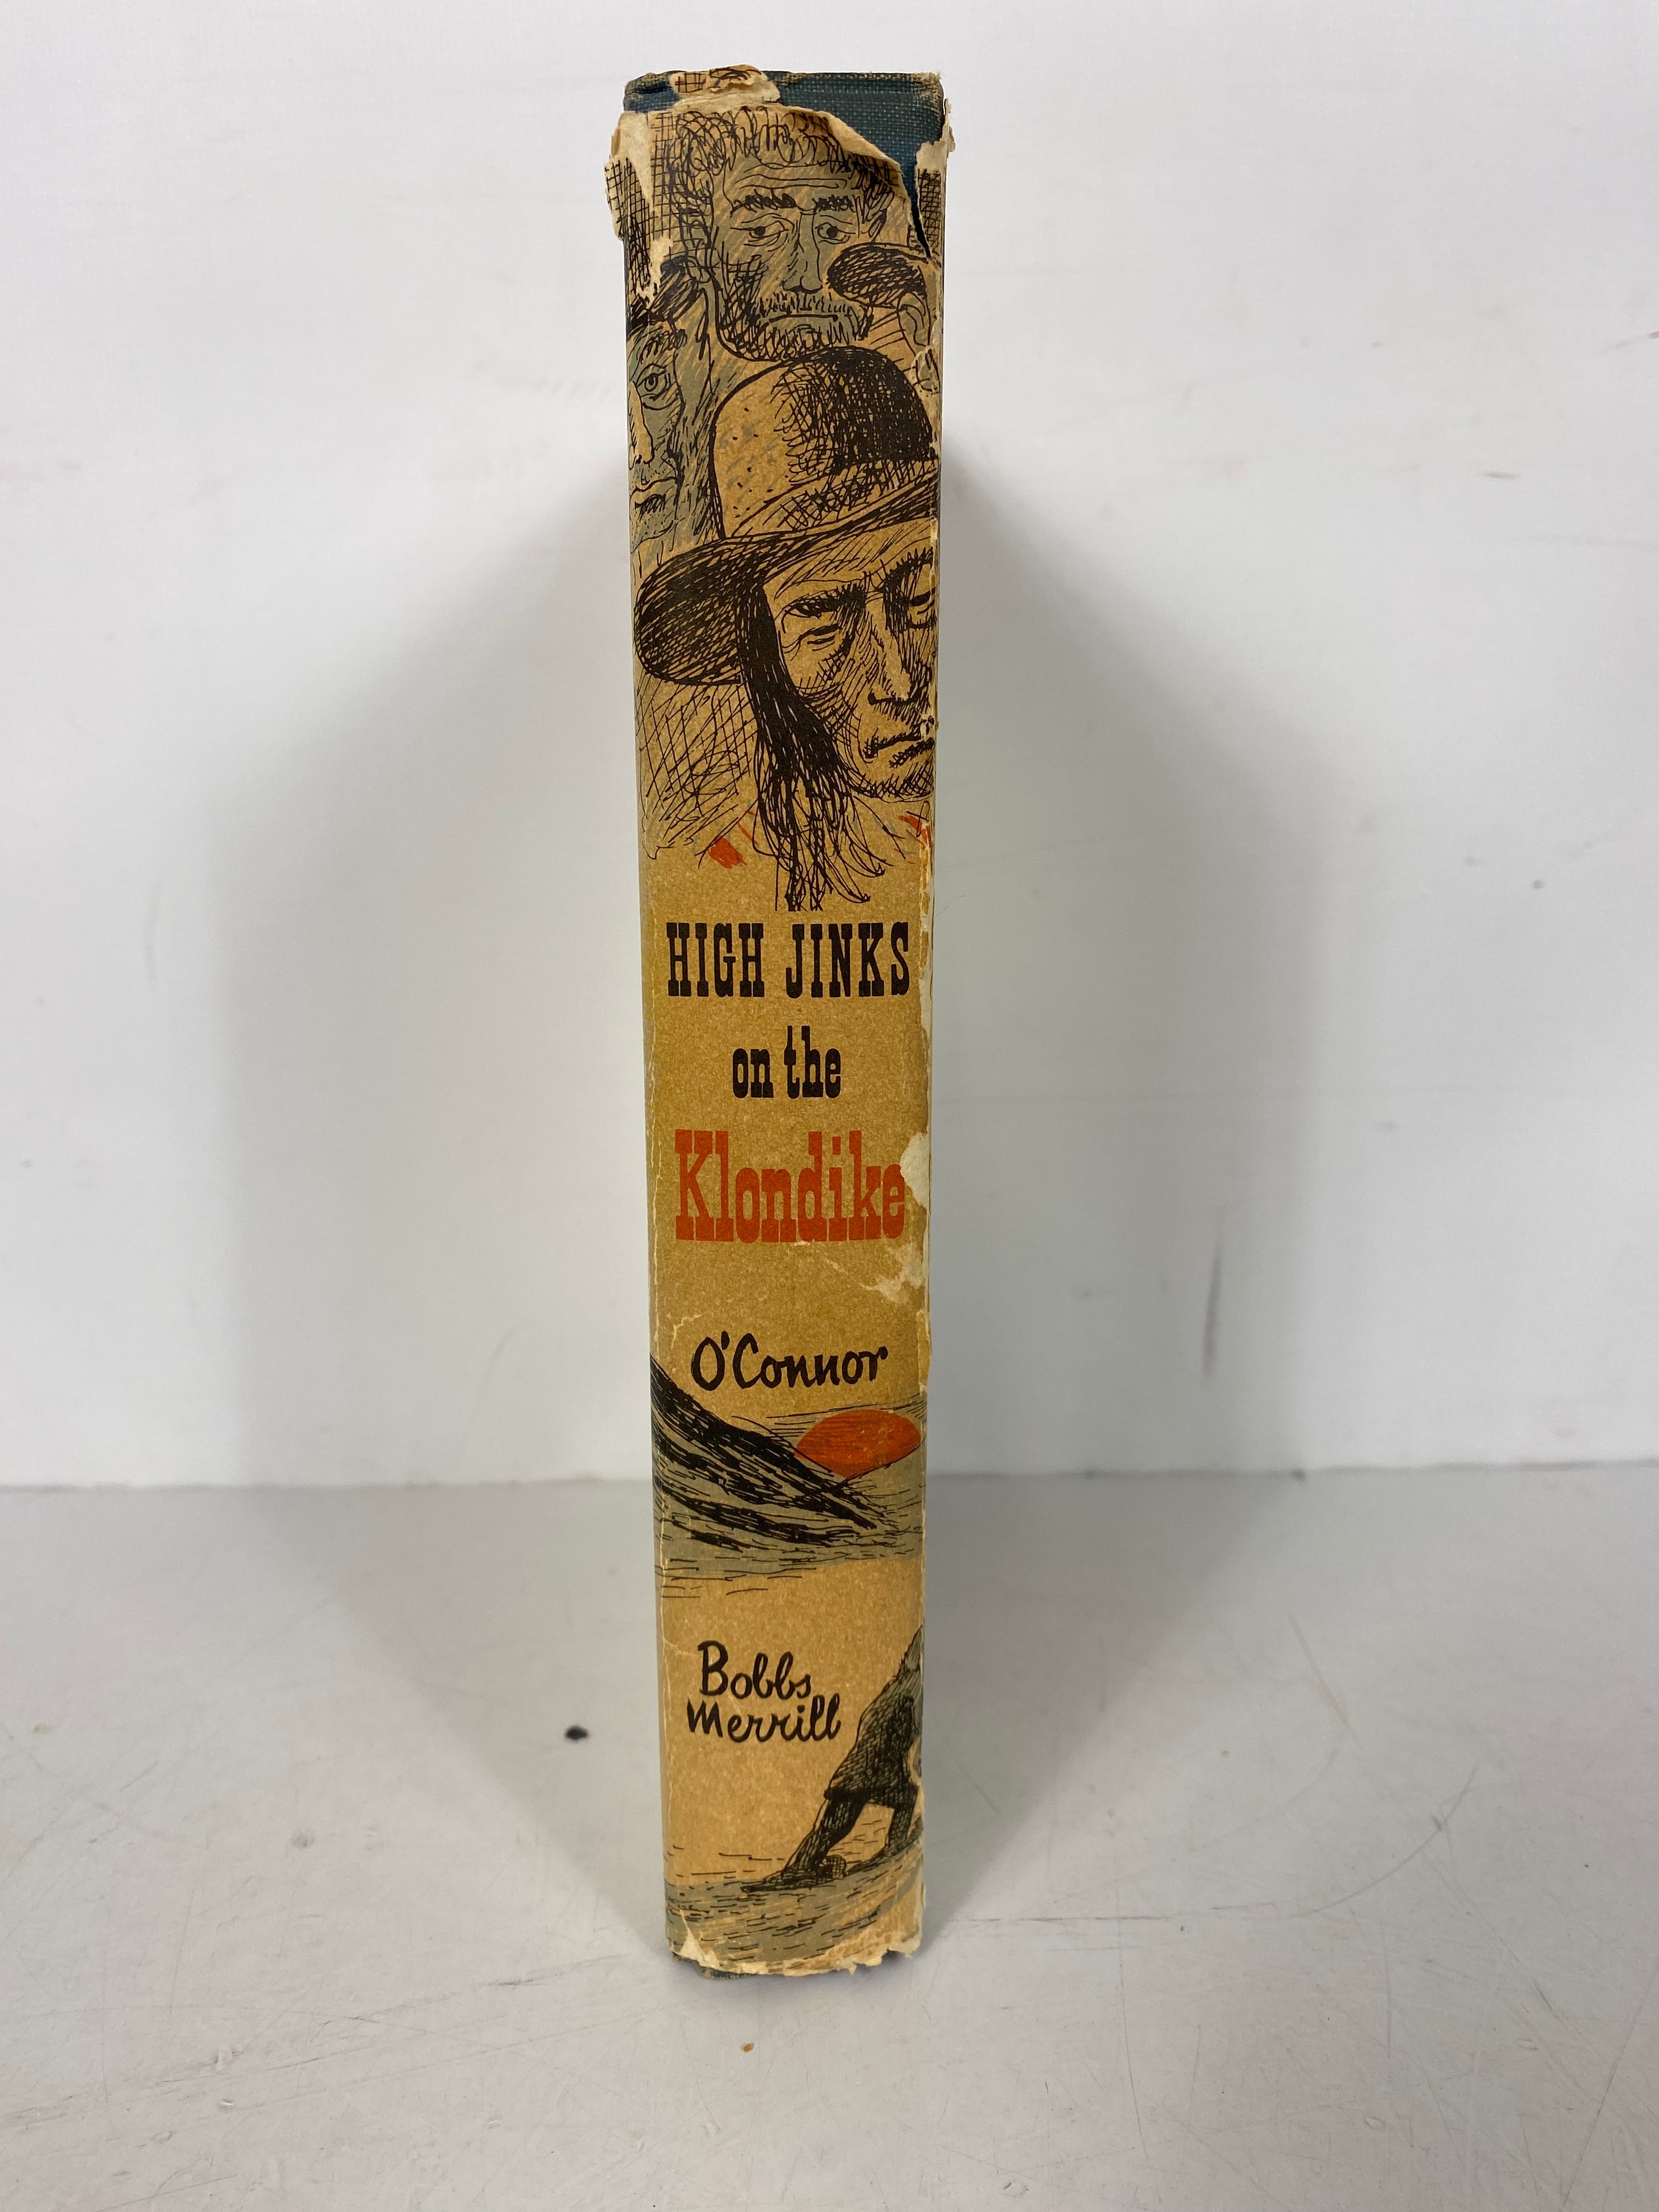 HIGH JINKS
on the
Klondike
O'Connor
Bobbs
Merrill